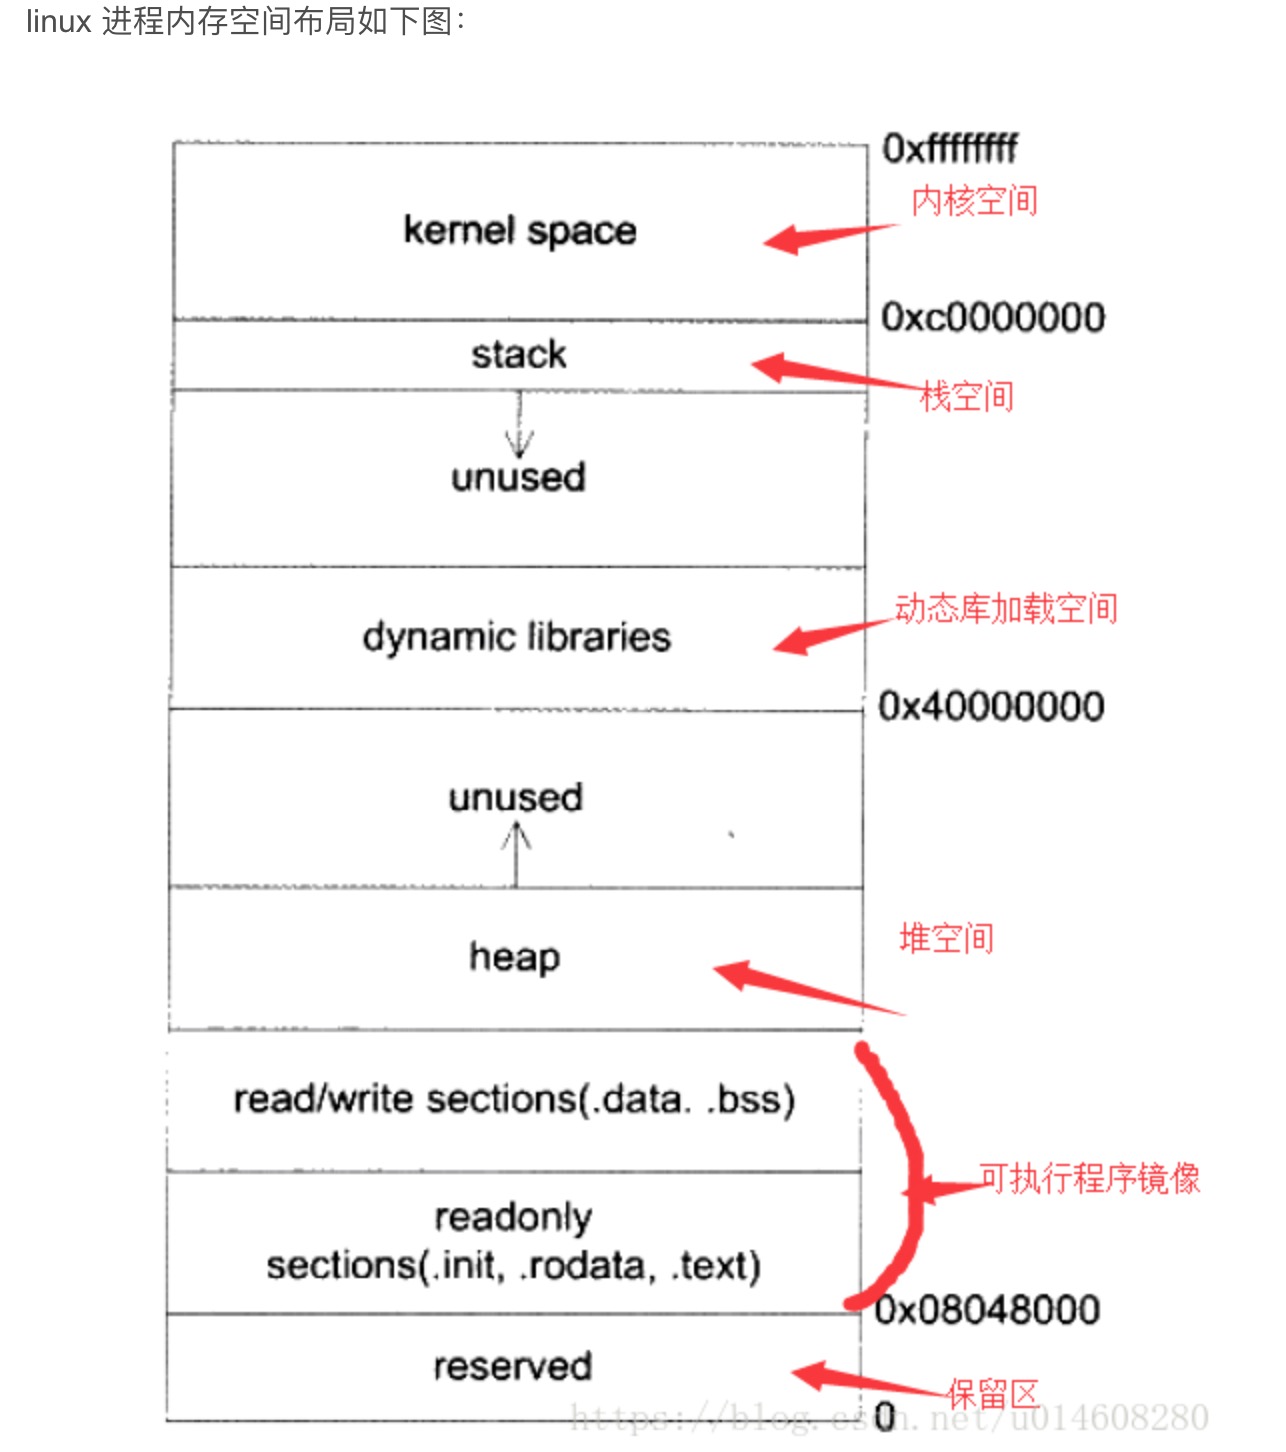 linux 进程内存空间布局如下图：
0xffffffff
内核空间
kernel space
0xc0000000
stack
栈空间
unused
动态库加载空间
dynamic libraries
0x40000000
unused
堆空间
heap
read/write sections(.data. .bss)
可执行程序镜像
readonly
sections(.init, .rodata, .text)
0x08048000
reserved
保留区
https://blog.csdn.net/u014608280
0